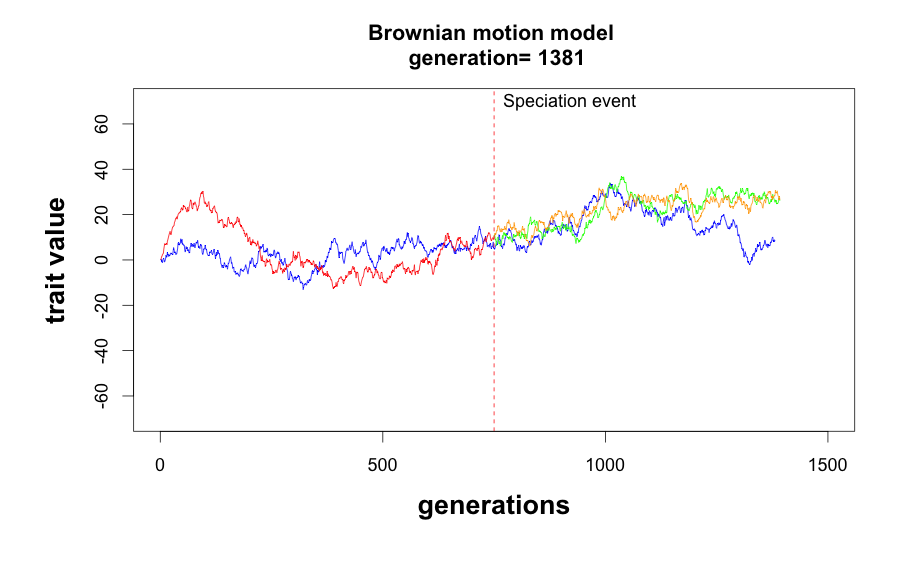 Brownian motion model
generation= 1381
Speciation event
60
40
20
0
-20
-40
-60
trait value
0 500 1000 1500
generations